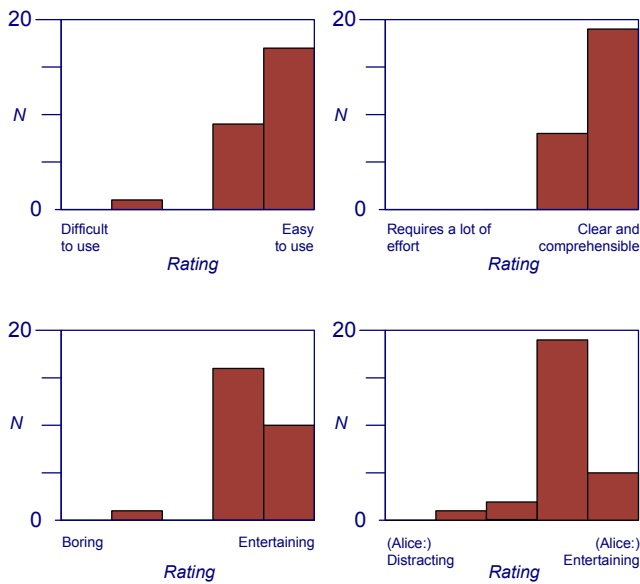 20
N
0
Difficult
to use
Easy
to use
Rating
20
N
0
Requires a lot of
effort
Clear and
comprehensible
Rating
20
N
0
Boring
Entertaining
Rating
20
N
0
(Alice:)
Distracting
(Alice:)
Entertaining
Rating